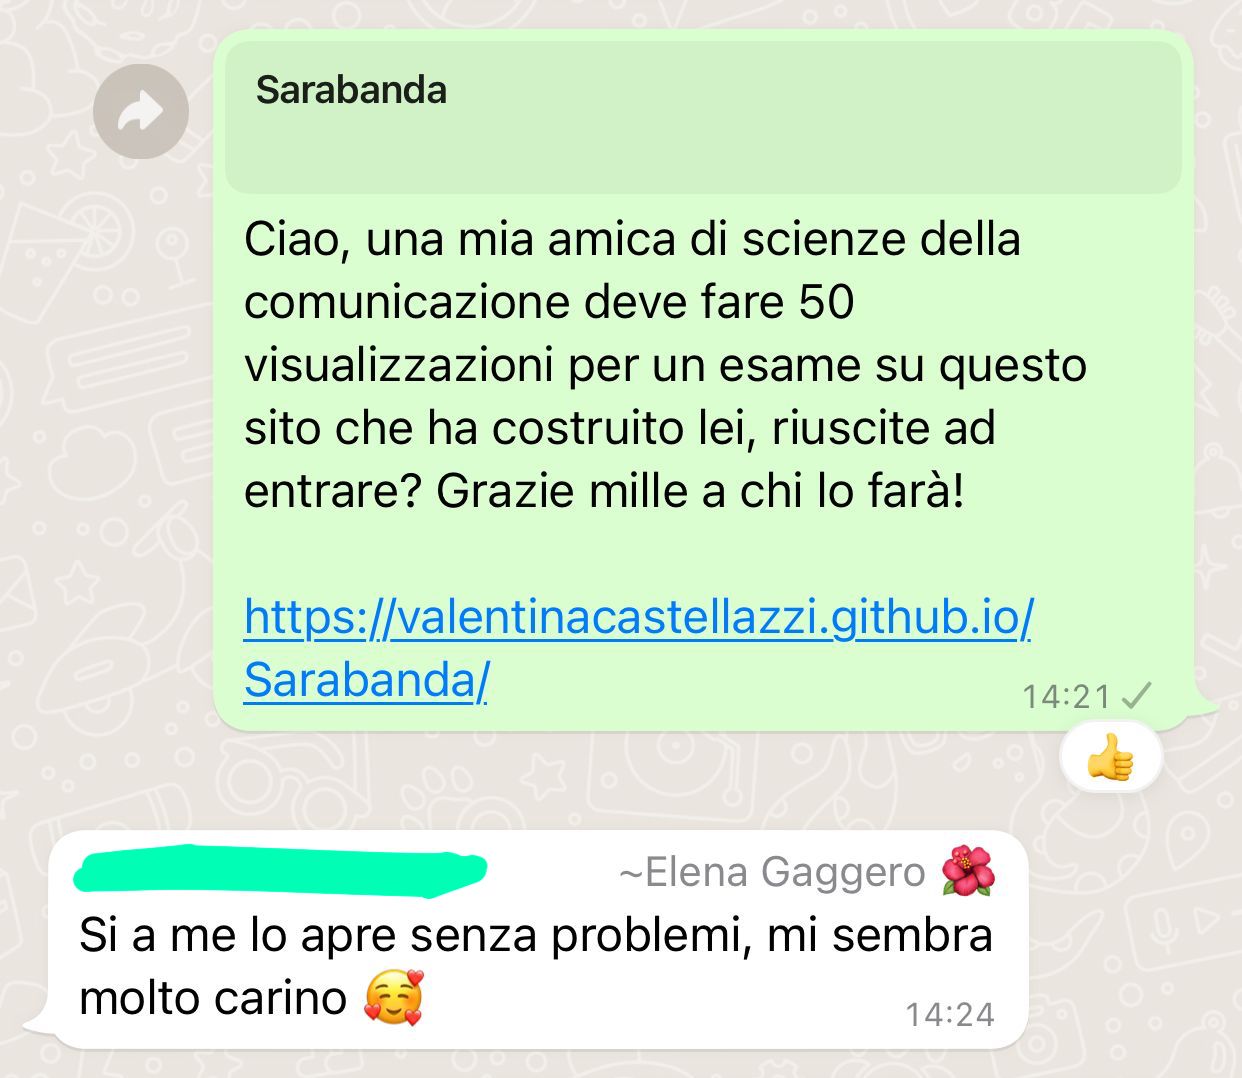 Sarabanda
Ciao, una mia amica di scienze della
comunicazione deve fare 50
visualizzazioni per un esame su questo
sito che ha costruito lei, riuscite ad
entrare? Grazie mille a chi lo farà!
https://valentinacastellazzi.github.io/
Sarabanda/
14:21
~Elena Gaggero 🌺
Si a me lo apre senza problemi, mi sembra
molto carino 🥰
14:24